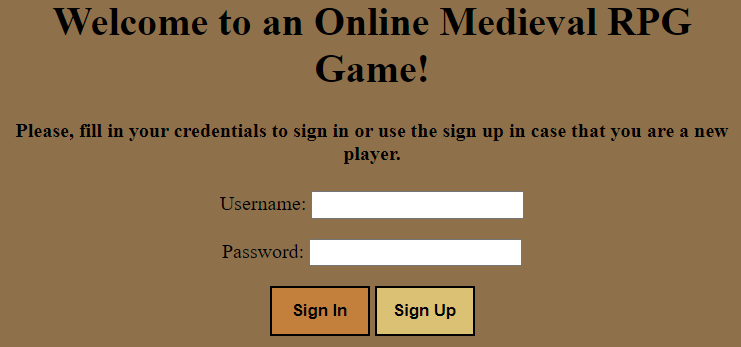 Welcome to an Online Medieval RPG
Game!
Please, fill in your credentials to sign in or use the sign up in case that you are a new
player.
Username:
Password:
Sign In Sign Up